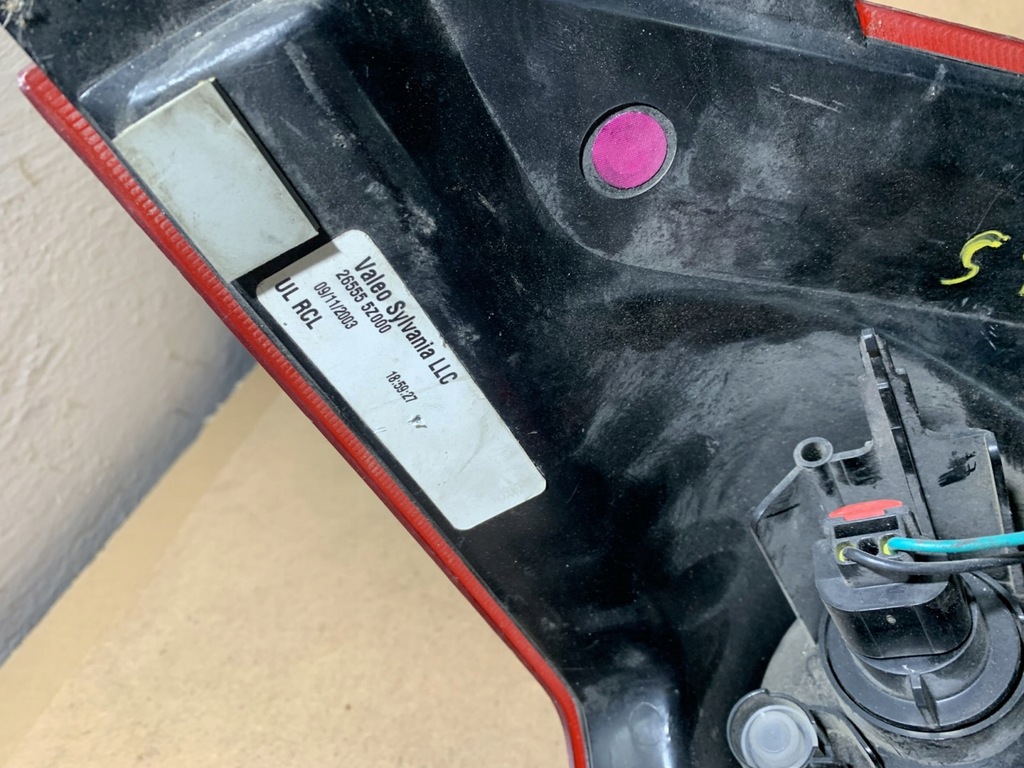 Valeo Sylvania LLC
26555 5Z000
09/11/2003 18:59:27
UL RCL
S